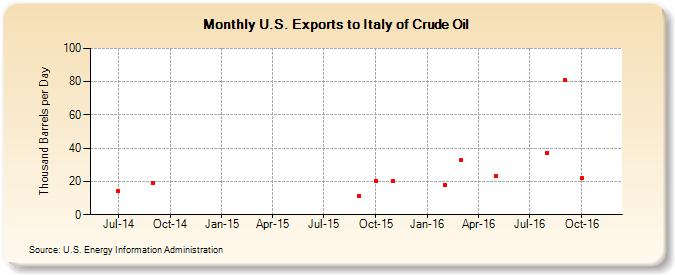 Monthly U.S. Exports to Italy of Crude Oil
Thousand Barrels per Day
100
80
60
40
20
0
Jul-14 Oct-14 Jan-15 Apr-15 Jul-15 Oct-15 Jan-16 Apr-16 Jul-16 Oct-16
Source: U.S. Energy Information Administration